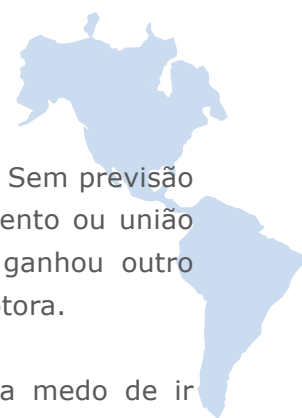 Sem previsão
ento ou união
ganhou outro
tora.
a medo de ir